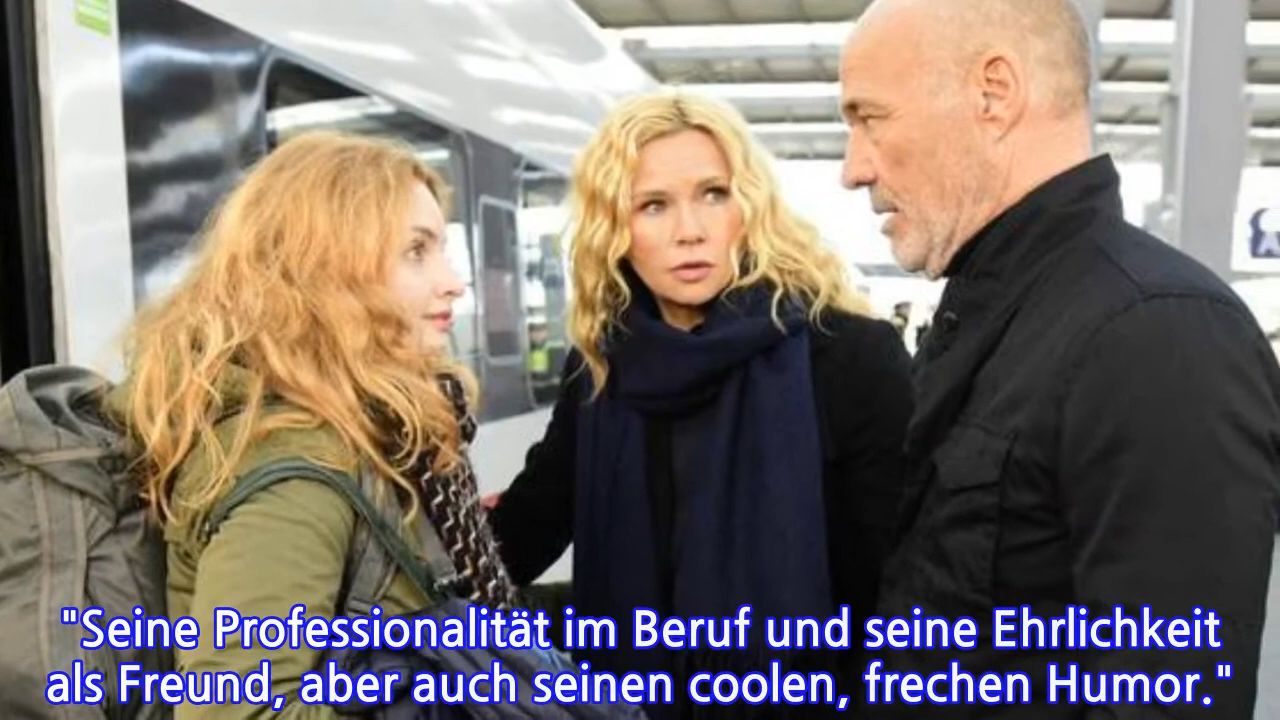 "Seine Professionalität im Beruf und seine Ehrlichkeit
als Freund, aber auch seinen coolen, frechen Humor."